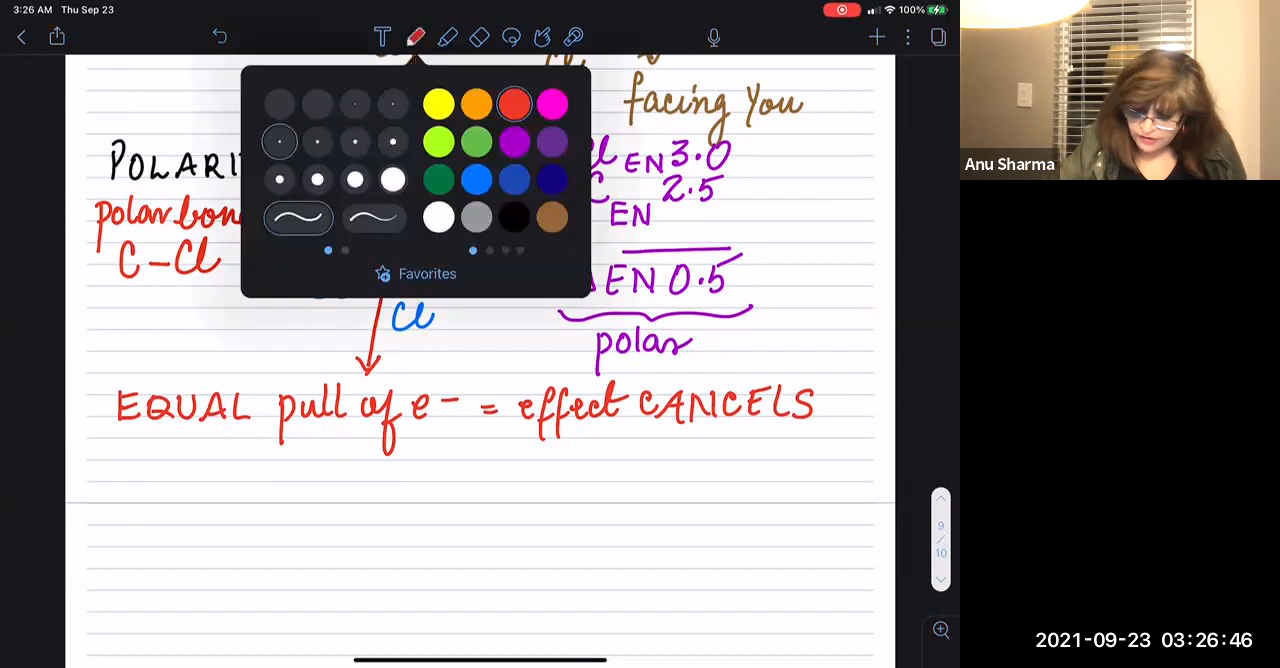 3:26 AM Thu Sep 23
100%
facing You
EN 3.0
2.5
EN
POLARI
polar bon
C-Cl
EN 0.5
Favorites
Cl
polar
EQUAL pull of e- = effect CANCELS
9
/
10
Anu Sharma
2021-09-23 03:26:46